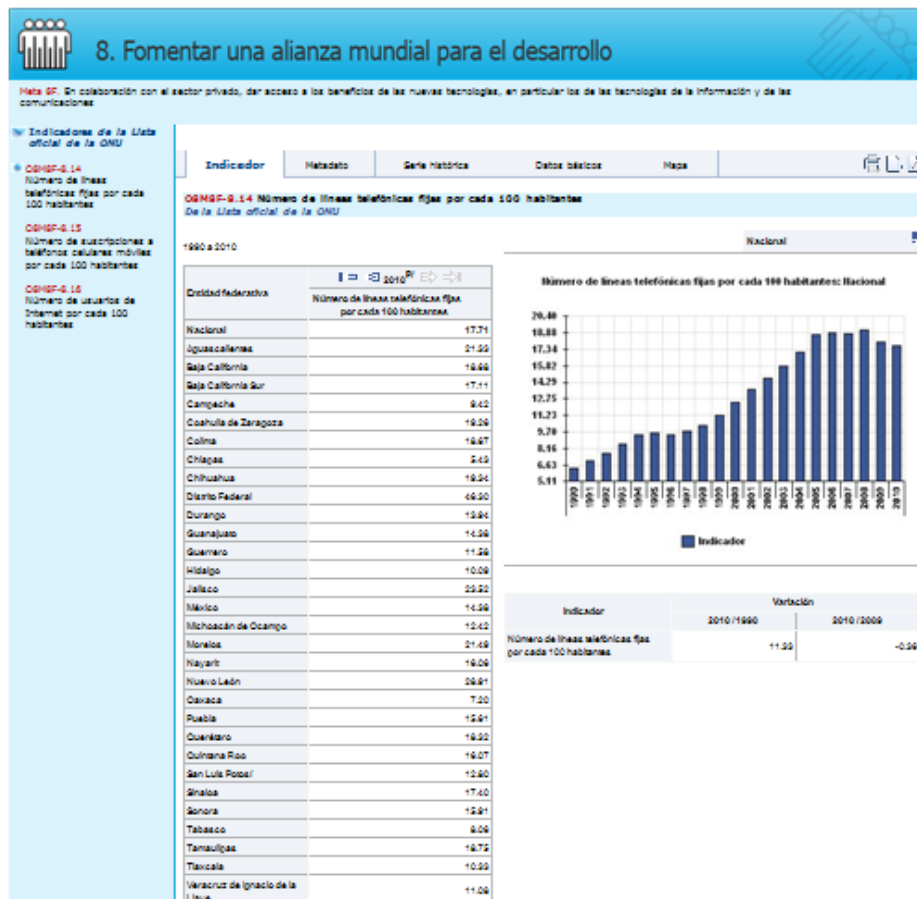 8. Fomentar una alianza mundial para el desarrollo
Meta 8F. En colaboración con el sector privado, dar acceso a los beneficios de las nuevas tecnologías, en particular los de las tecnologías de la información y de las
comunicaciones
Indicadores de la Lista
oficial de la ONU
ODM8F-8.14
Número de líneas
telefónicas fijas por cada
100 habitantes
ODM8F-8.15
Número de suscripciones a
teléfonos celulares móviles
por cada 100 habitantes
ODM8F-8.16
Número de usuarios de
Internet por cada 100
habitantes
Indicador Metadato Serie histórica Datos básicos Mapa
ODM8F-8.14 Número de líneas telefónicas fijas por cada 100 habitantes
De la Lista oficial de la ONU
1990 a 2010
Entidad federativa
2010 P/
Número de líneas telefónicas fijas
por cada 100 habitantes
Nacional 17.71
Aguascalientes
Baja California
Baja California Sur 17.11
Campeche
Coahuila de Zaragoza
Colima
Chiapas
Chihuahua
Distrito Federal
Durango
Guanajuato
Guerrero
Hidalgo
Jalisco
México
Michoacán de Ocampo 12.42
Morelos
Nayarit
Nuevo León
Oaxaca 7.20
Puebla
Querétaro
Quintana Roo 16.07
San Luis Potosí
Sinaloa 17.40
Sonora
Tabasco
Tamaulipas
Tlaxcala
Veracruz de Ignacio de la
Llave
Nacional
Número de líneas telefónicas fijas por cada 100 habitantes: Nacional
20.40
18.88
17.34
15.82
14.29
12.75
11.23
9.70
8.16
6.63
5.11
1990 1991 1992 1993 1994 1995 1996 1997 1998 1999 2000 2001 2002 2003 2004 2005 2006 2007 2008 2009 2010
Indicador
Indicador Variación
2010/1990 2010/2009
Número de líneas telefónicas fijas
por cada 100 habitantes